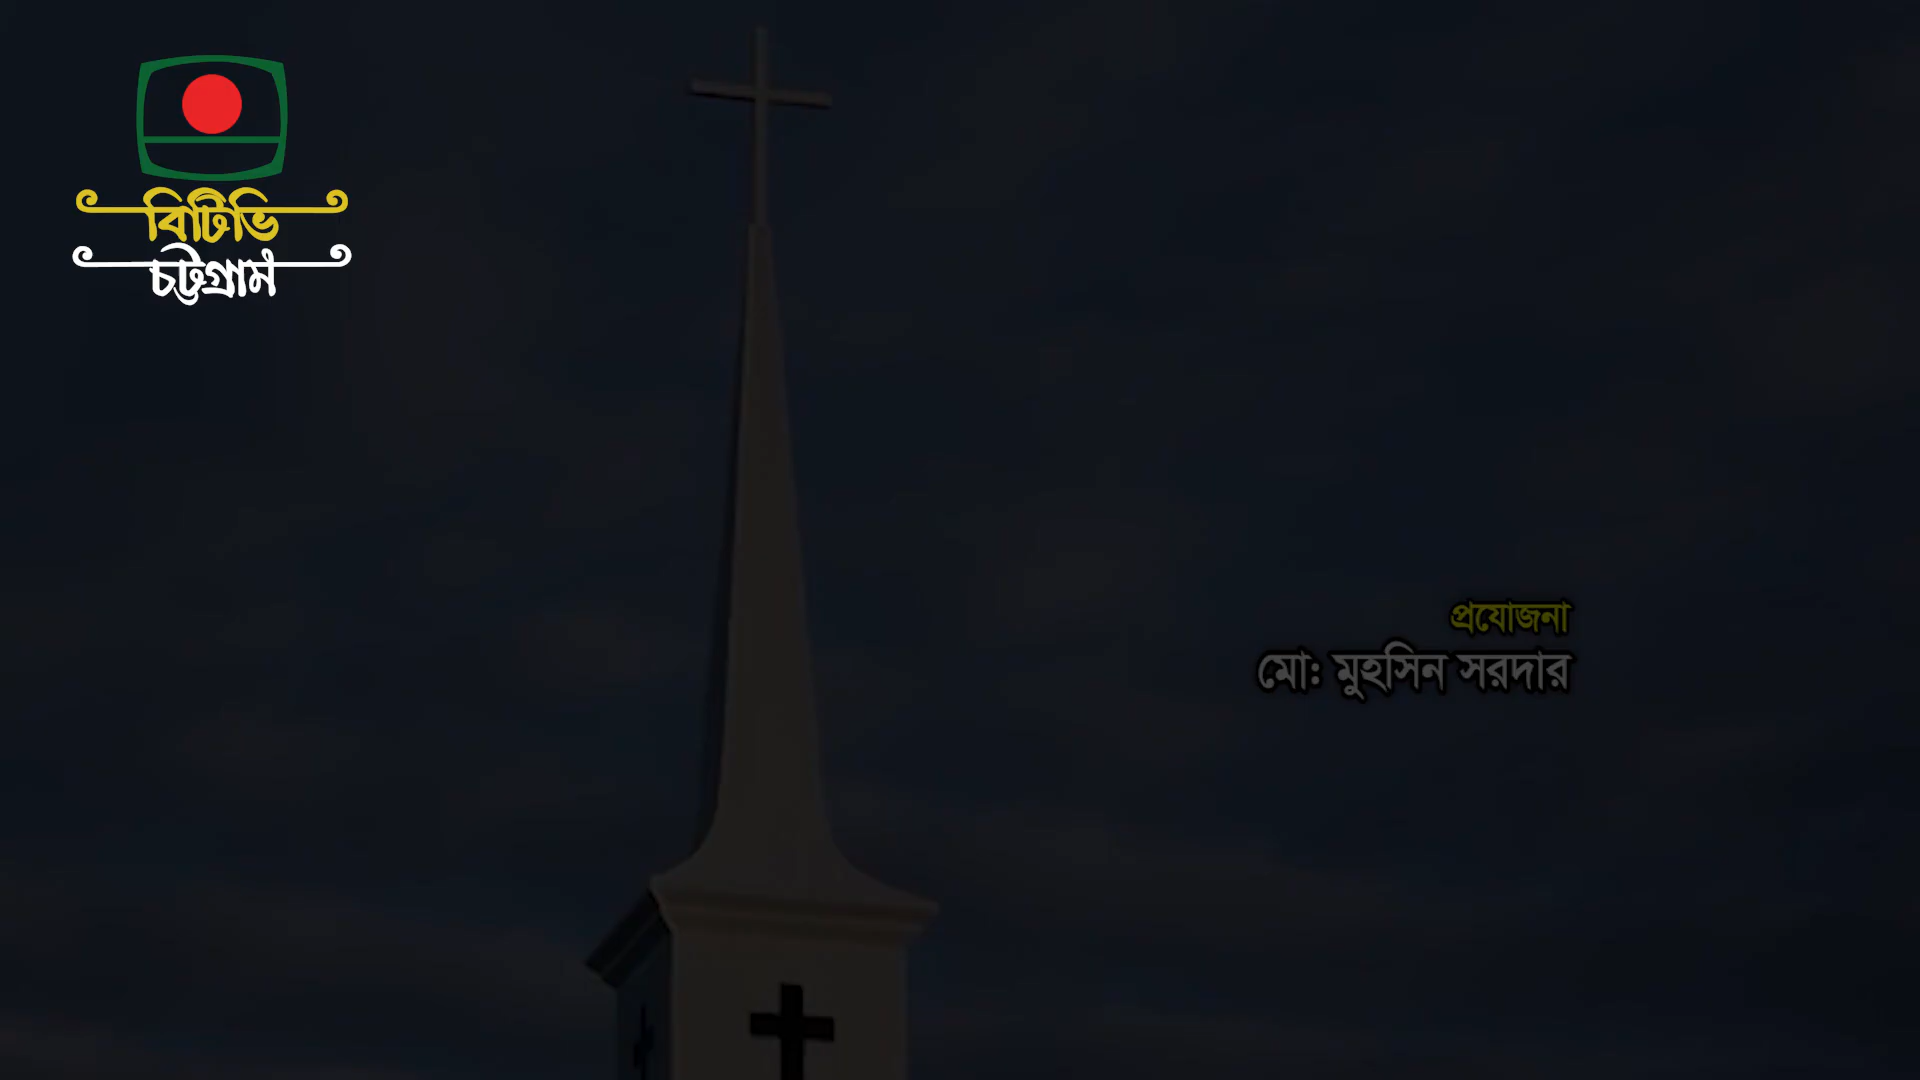 বিটিভি
চট্টগ্রাম
প্রযোজনা
মো: মুহসিন সরদার